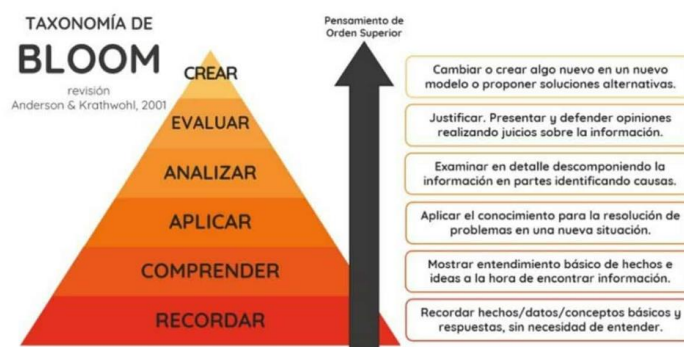 TAXONOMÍA DE
BLOOM
revisión
Anderson & Krathwohl, 2001
Pensamiento de
Orden Superior
CREAR
Cambiar o crear algo nuevo en un nuevo
modelo o proponer soluciones alternativas.
EVALUAR
Justificar. Presentar y defender opiniones
realizando juicios sobre la información.
ANALIZAR
Examinar en detalle descomponiendo la
información en partes identificando causas.
APLICAR
Aplicar el conocimiento para la resolución de
problemas en una nueva situación.
COMPRENDER
Mostrar entendimiento básico de hechos e
ideas a la hora de encontrar información.
RECORDAR
Recordar hechos/datos/conceptos básicos y
respuestas, sin necesidad de entender.